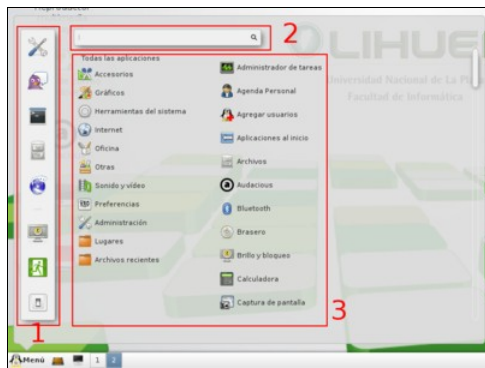 Reproductor
2
LIHUE
Universidad Nacional de La Pl
Facultad de Informática
Todas las aplicaciones
Accesorios
Gráficos
Herramientas del sistema
Internet
Oficina
Otras
Sonido y vídeo
Preferencias
Administración
Lugares
Archivos recientes
Administrador de tareas
Agenda Personal
Agregar usuarios
Aplicaciones al inicio
Archivos
Audacious
Bluetooth
Brasero
Brillo y bloqueo
Calculadora
Captura de pantalla
3
1
Menú
1
2